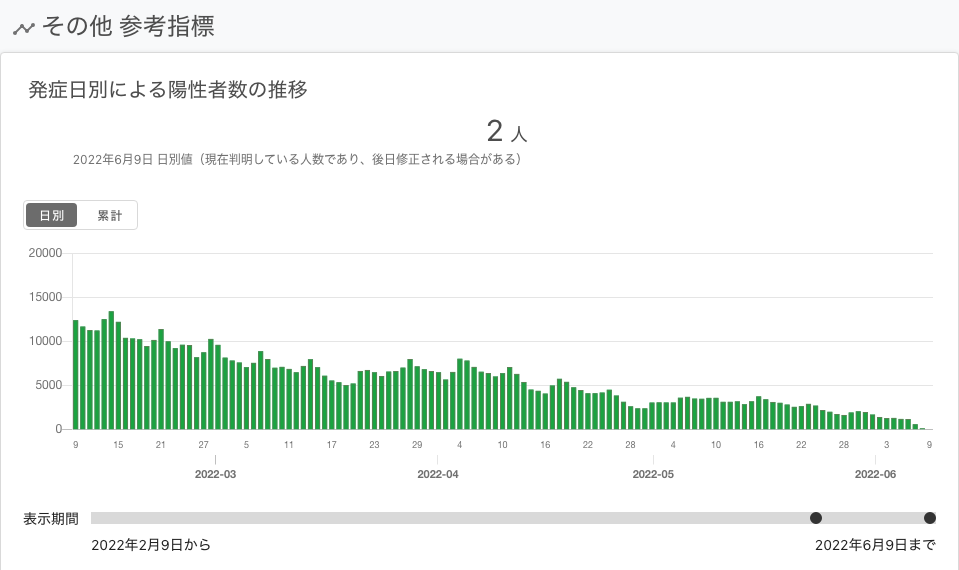 その他 参考指標
発症日別による陽性者数の推移
2 人
2022年6月9日 日別値（現在判明している人数であり、後日修正される場合がある）
日別 累計
20000
15000
10000
5000
0
9 15 21 27 5 11 17 23 29 4 10 16 22 28 4 10 16 22 28 3 9
2022-03 2022-04 2022-05 2022-06
表示期間
2022年2月9日から 2022年6月9日まで